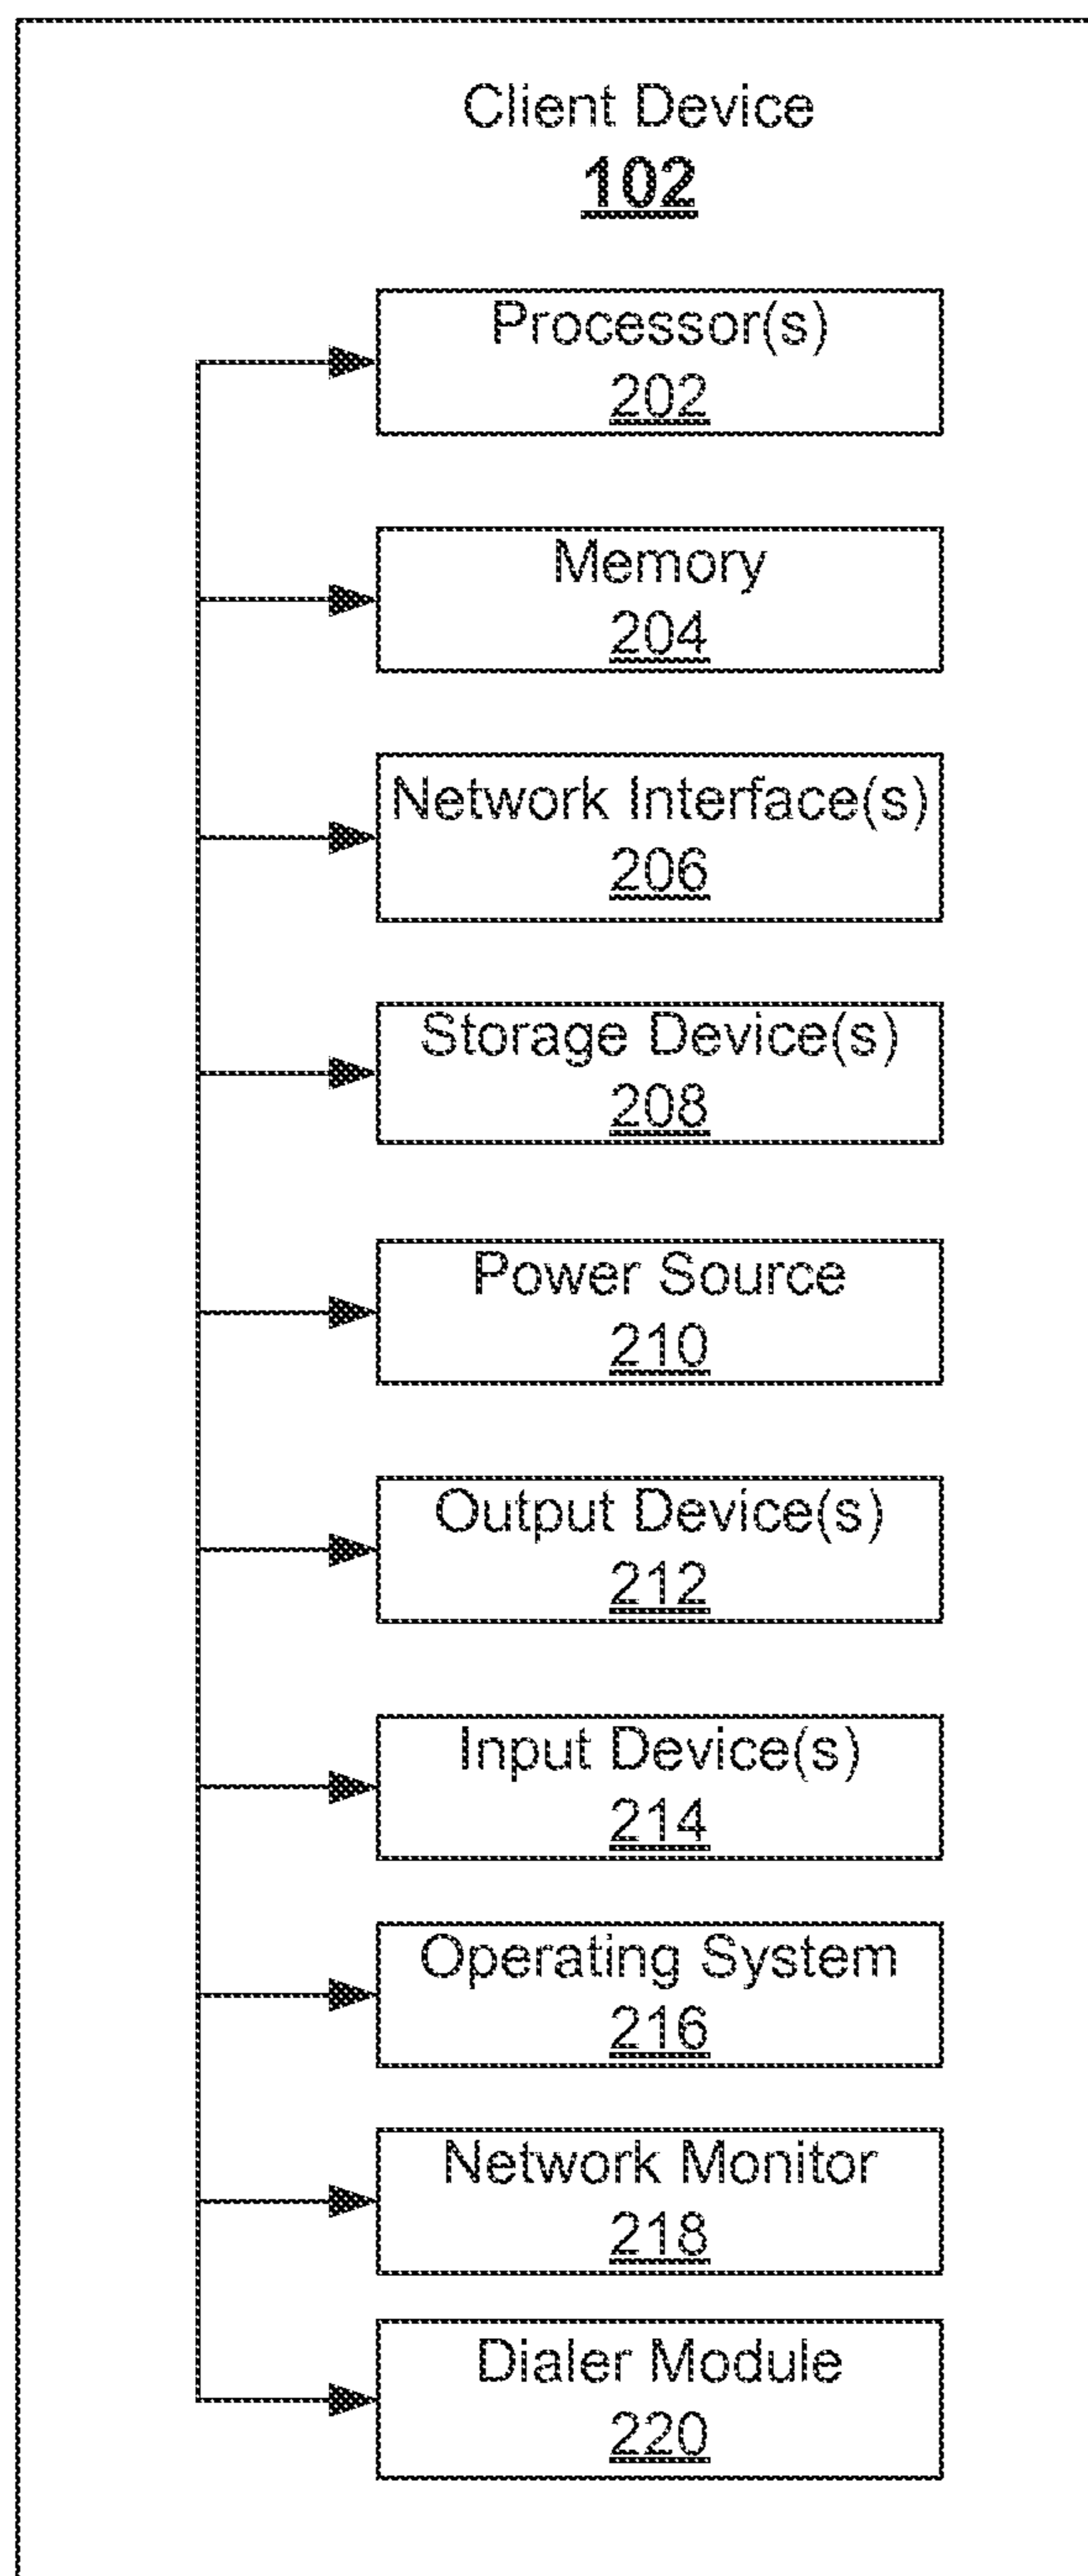 Client Device
102
Processor(s)
202
Memory
204
Network Interface(s)
206
Storage Device(s)
208
Power Source
210
Output Device(s)
212
Input Device(s)
214
Operating System
216
Network Monitor
218
Dialer Module
220